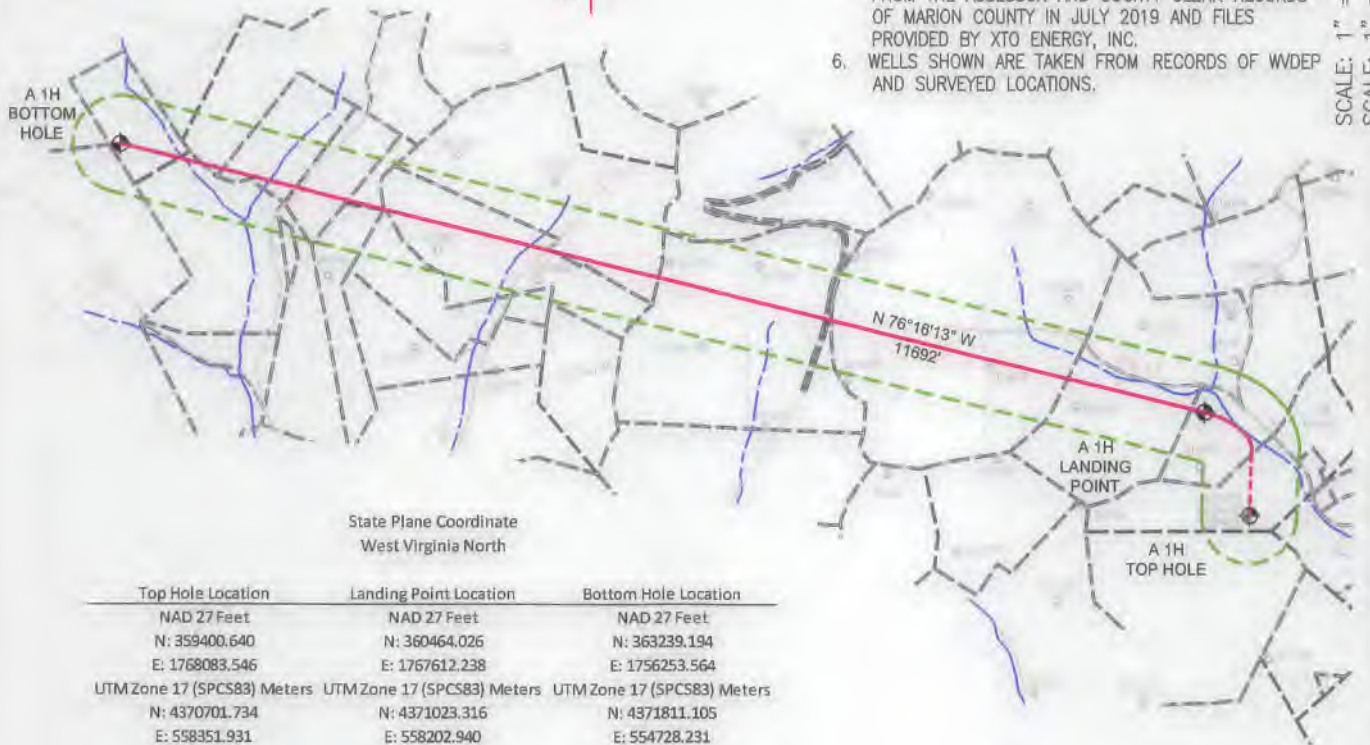 OF MARION COUNTY IN JULY 2019 AND FILES
PROVIDED BY XTO ENERGY, INC.
6. WELLS SHOWN ARE TAKEN FROM RECORDS OF WVDEP
AND SURVEYED LOCATIONS.
SCALE: 1" =
SCALE: 1" =
A 1H
BOTTOM
HOLE
N 76°16'13" W
11692'
A 1H
LANDING
POINT
A 1H
TOP HOLE
State Plane Coordinate
West Virginia North
Top Hole Location Landing Point Location Bottom Hole Location
NAD 27 Feet NAD 27 Feet NAD 27 Feet
N: 359400.640 N: 360464.026 N: 363239.194
E: 1768083.546 E: 1767612.238 E: 1756253.564
UTM Zone 17 (SPCS83) Meters UTM Zone 17 (SPCS83) Meters UTM Zone 17 (SPCS83) Meters
N: 4370701.734 N: 4371023.316 N: 4371811.105
E: 558351.931 E: 558202.940 E: 554728.231